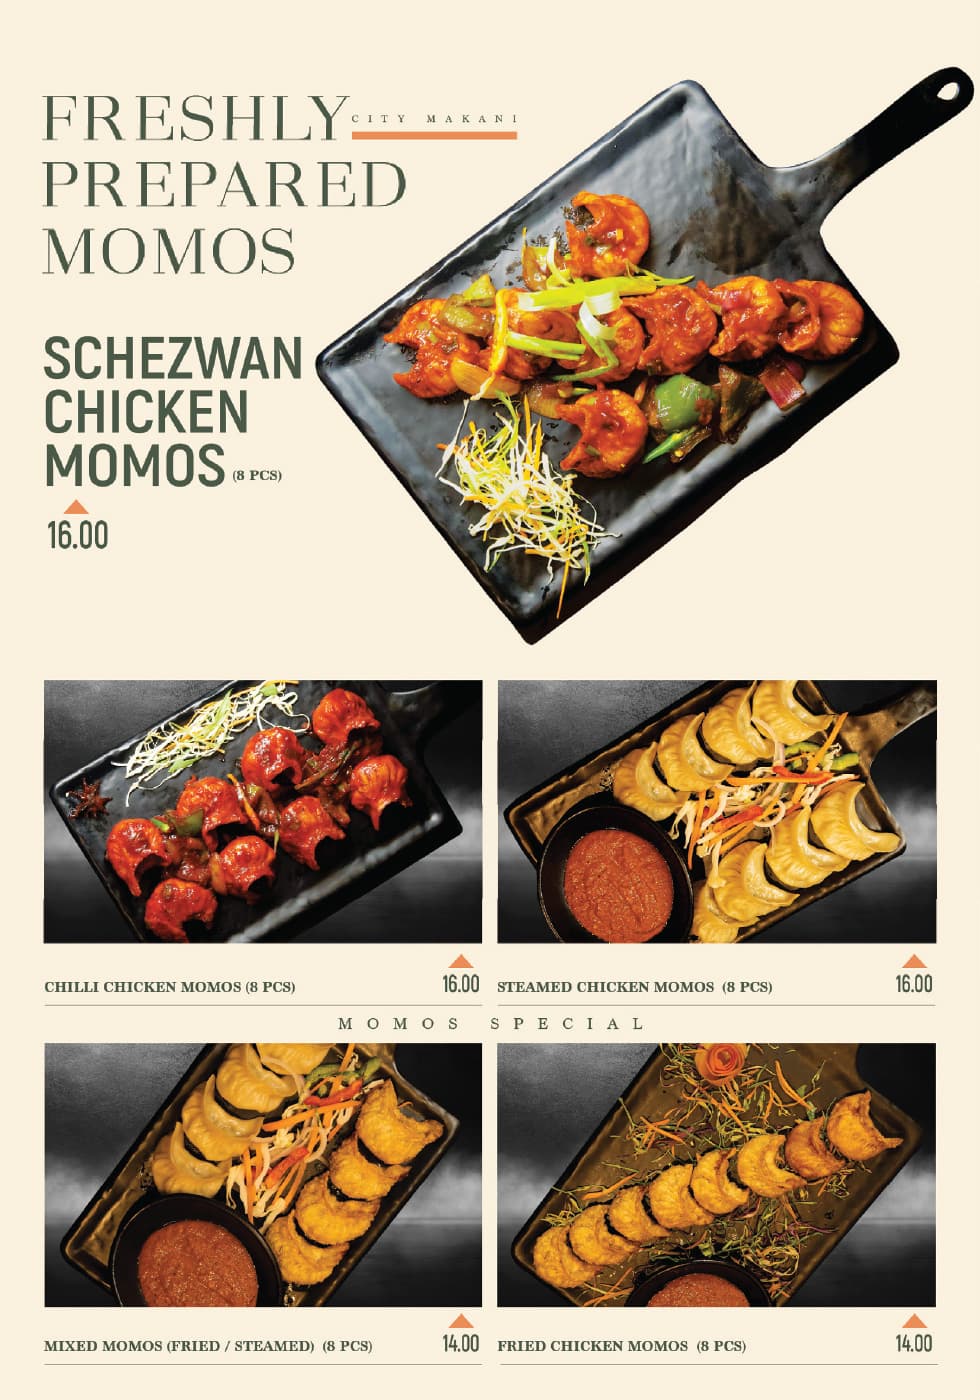 FRESHLY
CITY MAKANI
PREPARED
MOMOS
SCHEZWAN
CHICKEN
MOMOS (8 PCS)
16.00
16.00
CHILLI CHICKEN MOMOS (8 PCS)
16.00
STEAMED CHICKEN MOMOS (8 PCS)
MOMOS SPECIAL
14.00
MIXED MOMOS (FRIED / STEAMED) (8 PCS)
14.00
FRIED CHICKEN MOMOS (8 PCS)